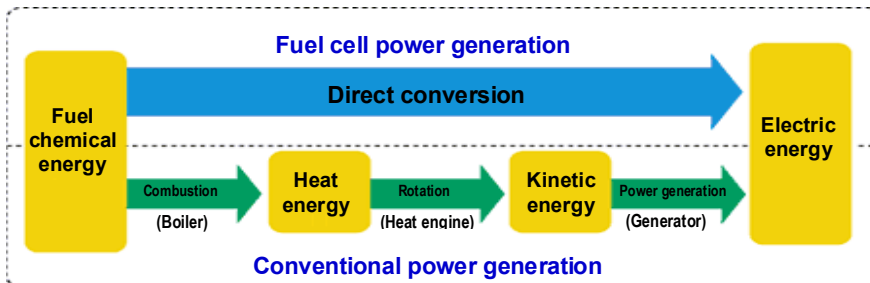 Fuel cell power generation
Direct conversion
Fuel
chemical
energy
Electric
energy
Combustion
(Boiler)
Heat
energy
Rotation
(Heat engine)
Kinetic
energy
Power generation
(Generator)
Conventional power generation